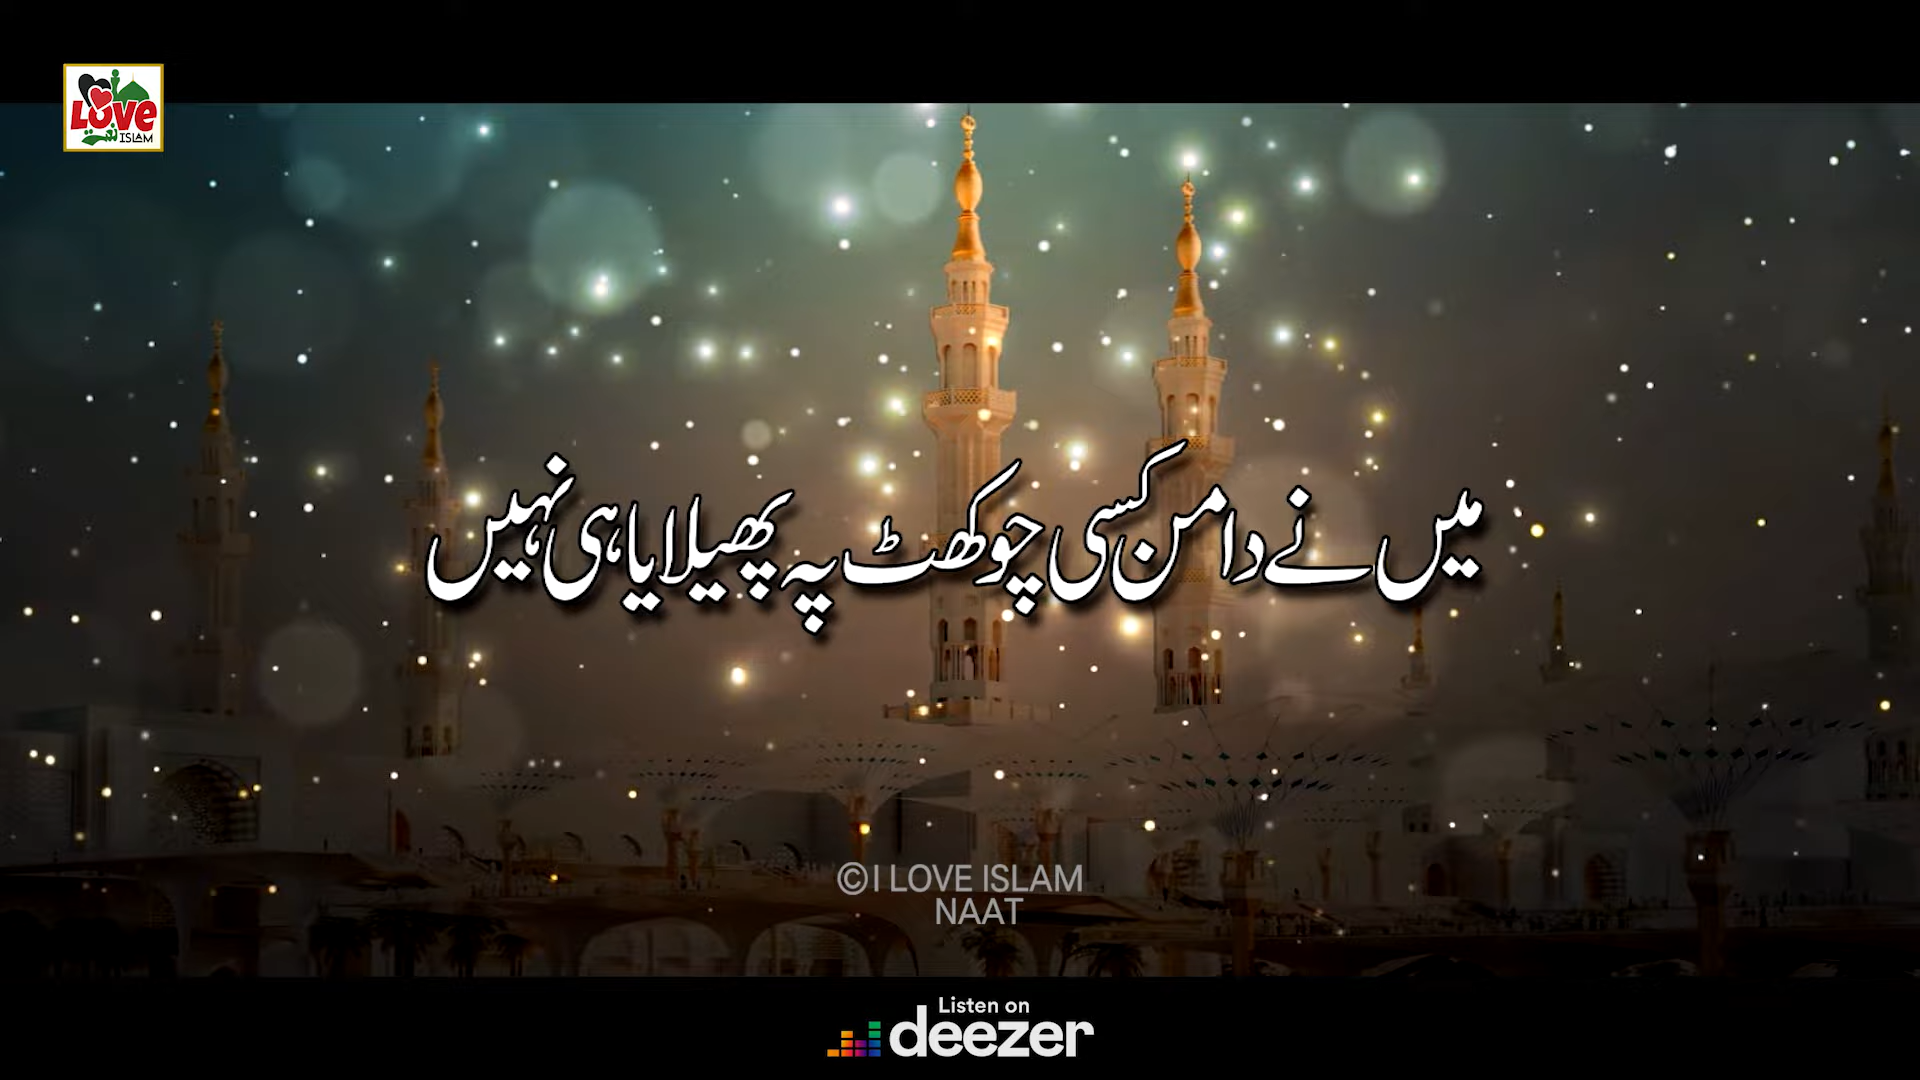 Love
ISLAM
میں نے دامن کسی چوکھٹ پہ پھیلایا ہی نہیں
©I LOVE ISLAM
NAAT
Listen on
deezer